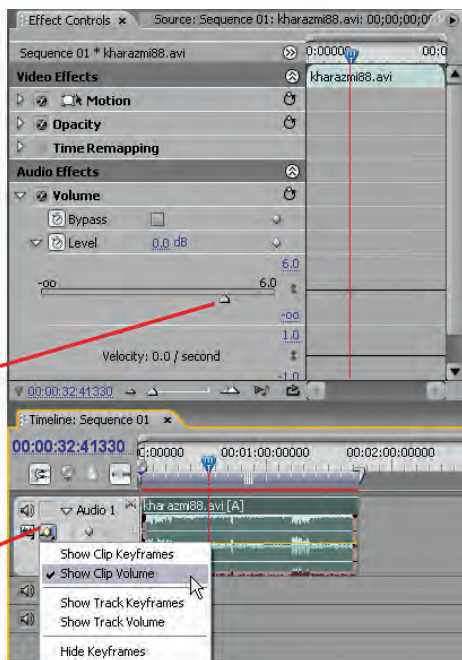 Effect Controls × Source: Sequence 01: kharazmi88.avi: 00;00;00;0
Sequence 01 * kharazmi88.avi 0:00000 00:0
Video Effects kharazmi88.avi
Motion
Opacity
Time Remapping
Audio Effects
Volume
Bypass
Level 0.0 dB
6.0
-oo 6.0
-oo
1.0
Velocity: 0.0 / second
-1.0
00:00:32:41330
Timeline: Sequence 01 ×
00:00:32:41330 0:00000 00:01:00:00000 00:02:00:00000
Audio 1 kharazmi88.avi [A]
Show Clip Keyframes
Show Clip Volume
Show Track Keyframes
Show Track Volume
Hide Keyframes